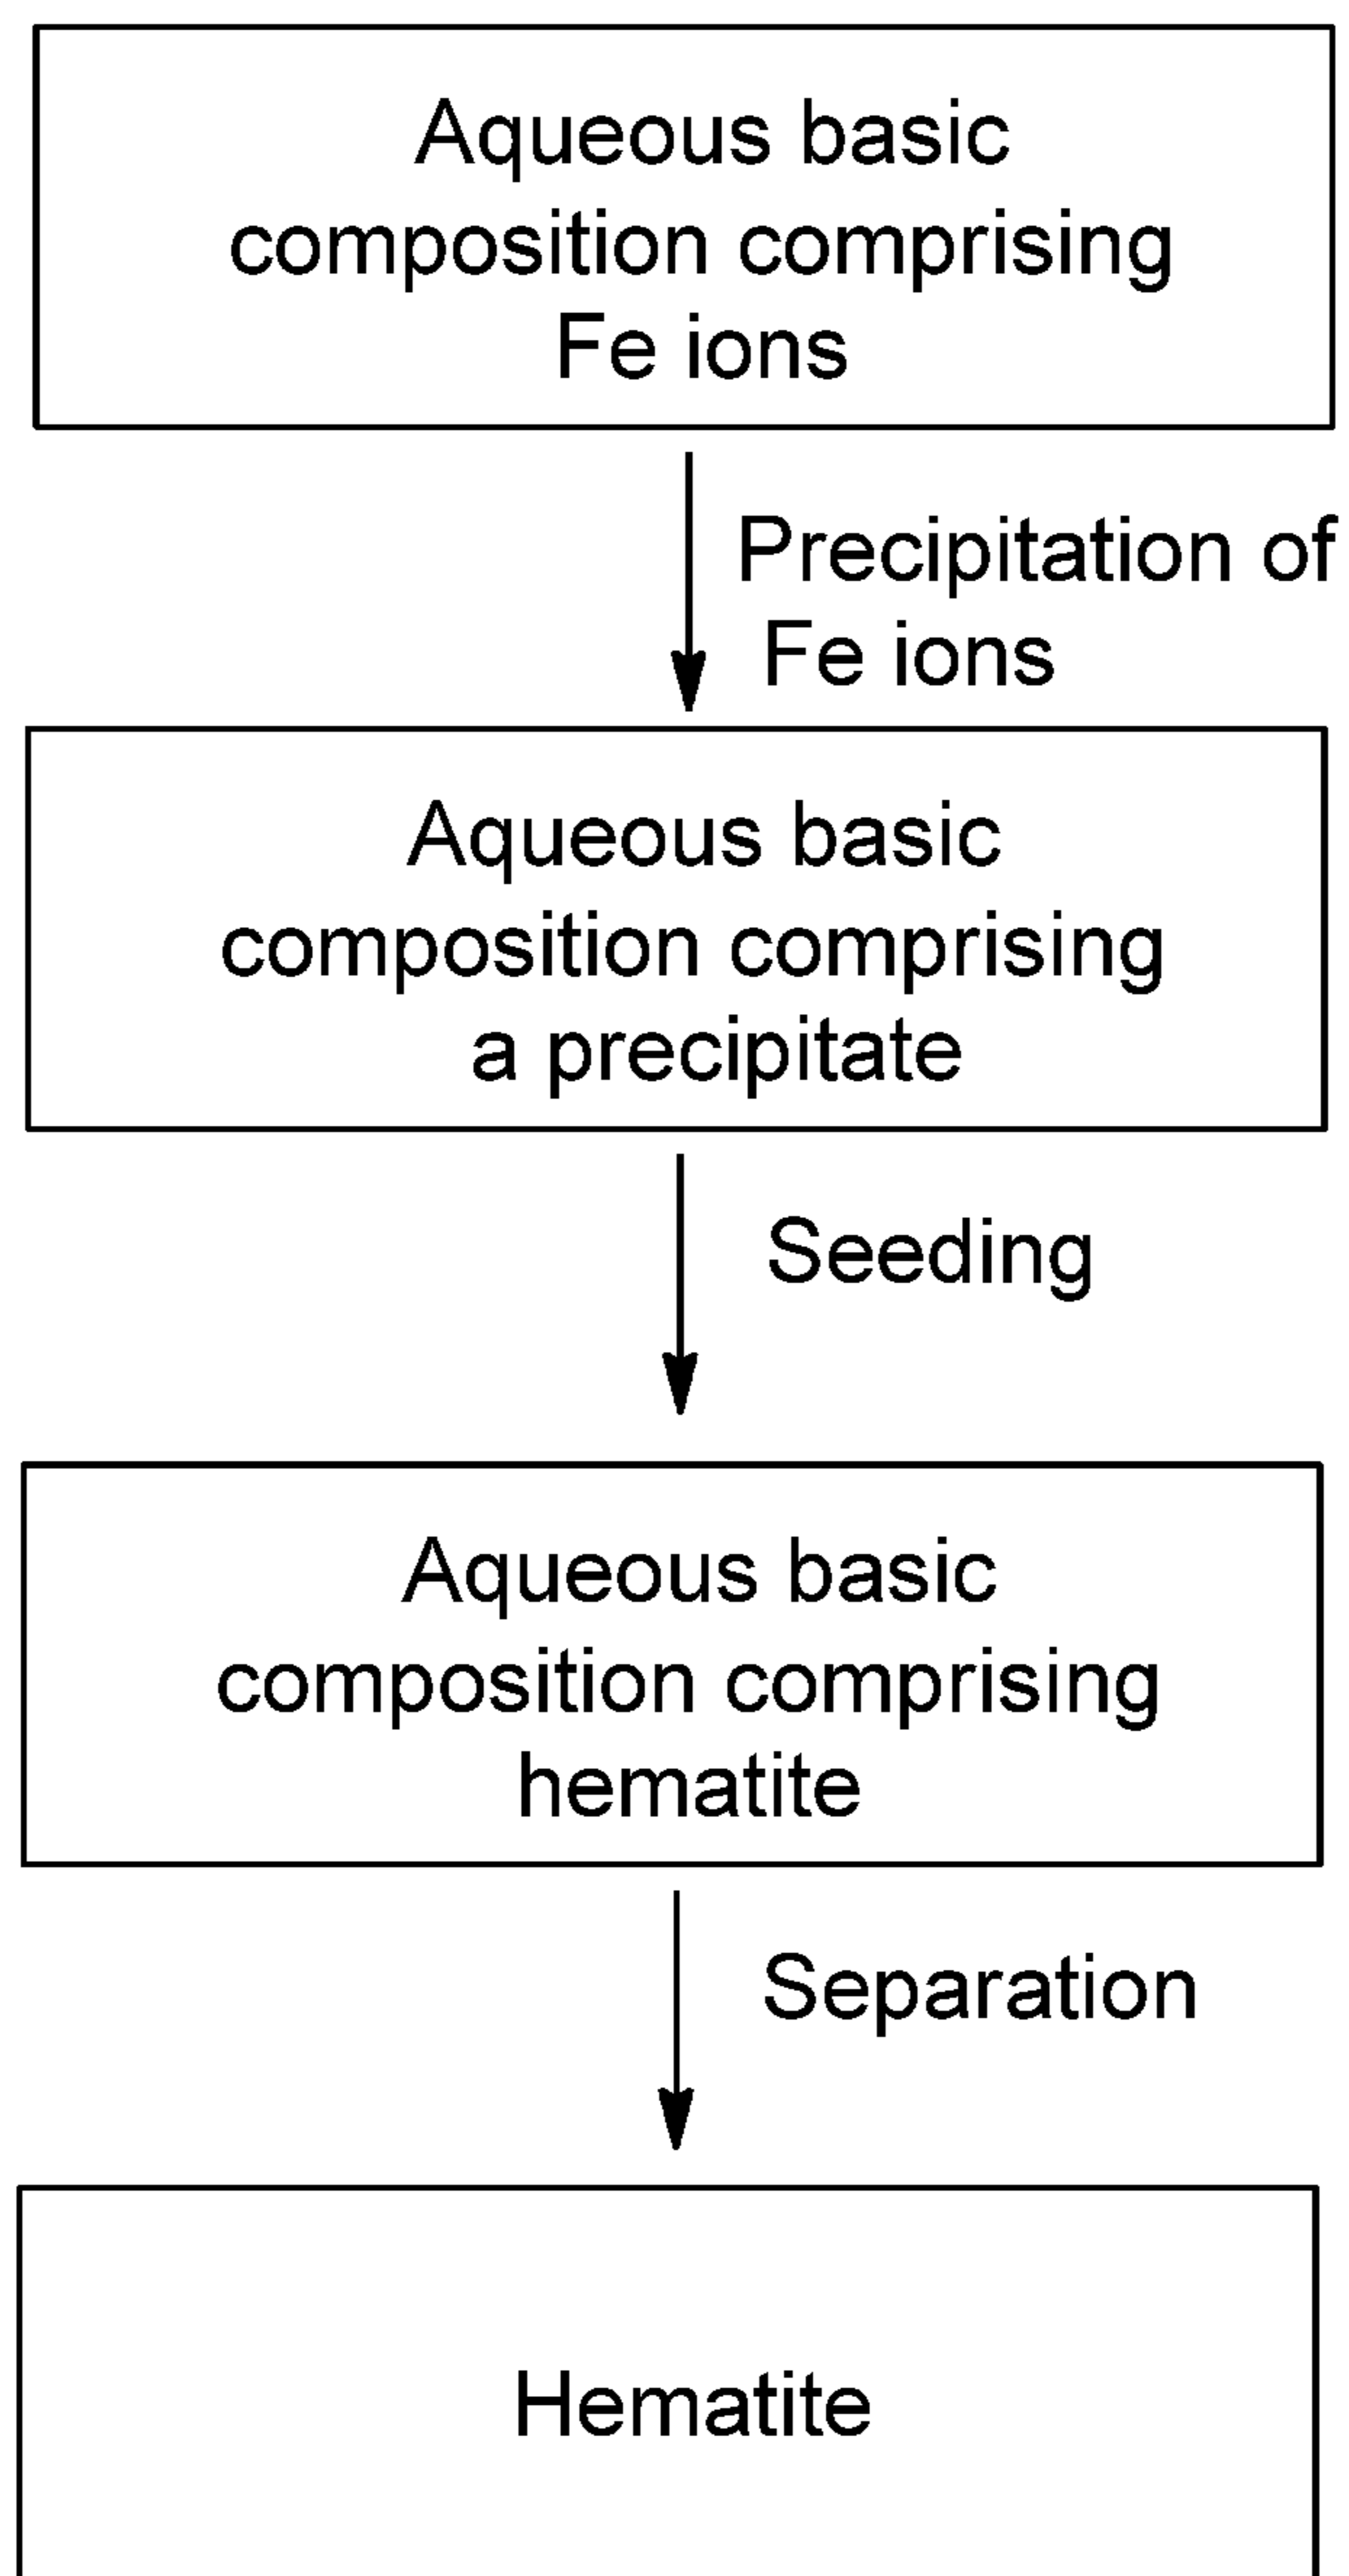 Aqueous basic
composition comprising
Fe ions
Precipitation of
Fe ions
Aqueous basic
composition comprising
a precipitate
Seeding
Aqueous basic
composition comprising
hematite
Separation
Hematite